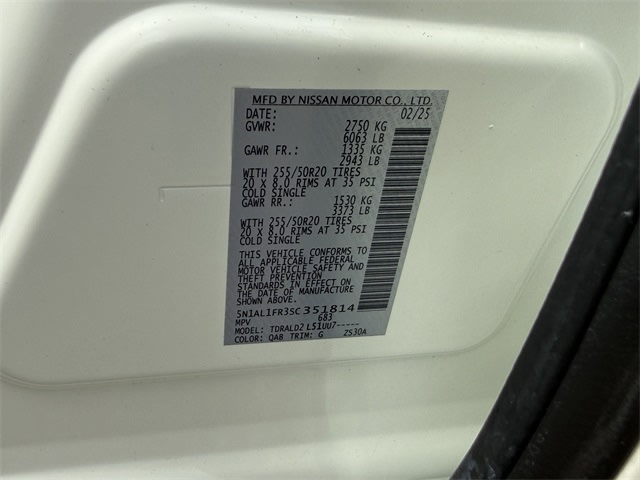 MFD BY NISSAN MOTOR CO., LTD.
DATE: 02/25
GVWR: 2750 KG
6063 LB
GAWR FR.: 1335 KG
2943 LB
WITH 255/50R20 TIRES
20 x 8.0 RIMS AT 35 PSI
COLD SINGLE
GAWR RR.: 1530 KG
3373 LB
WITH 255/50R20 TIRES
20 x 8.0 RIMS AT 35 PSI
COLD SINGLE
THIS VEHICLE CONFORMS TO
ALL APPLICABLE FEDERAL
MOTOR VEHICLE SAFETY AND
THEFT PREVENTION
STANDARDS IN EFFECT ON
THE DATE OF MANUFACTURE
SHOWN ABOVE.
5N1AL1FR3SC351814
MPV 683
MODEL: TDRALD2 L51UU7-----
COLOR: QAB TRIM: G ZS30A